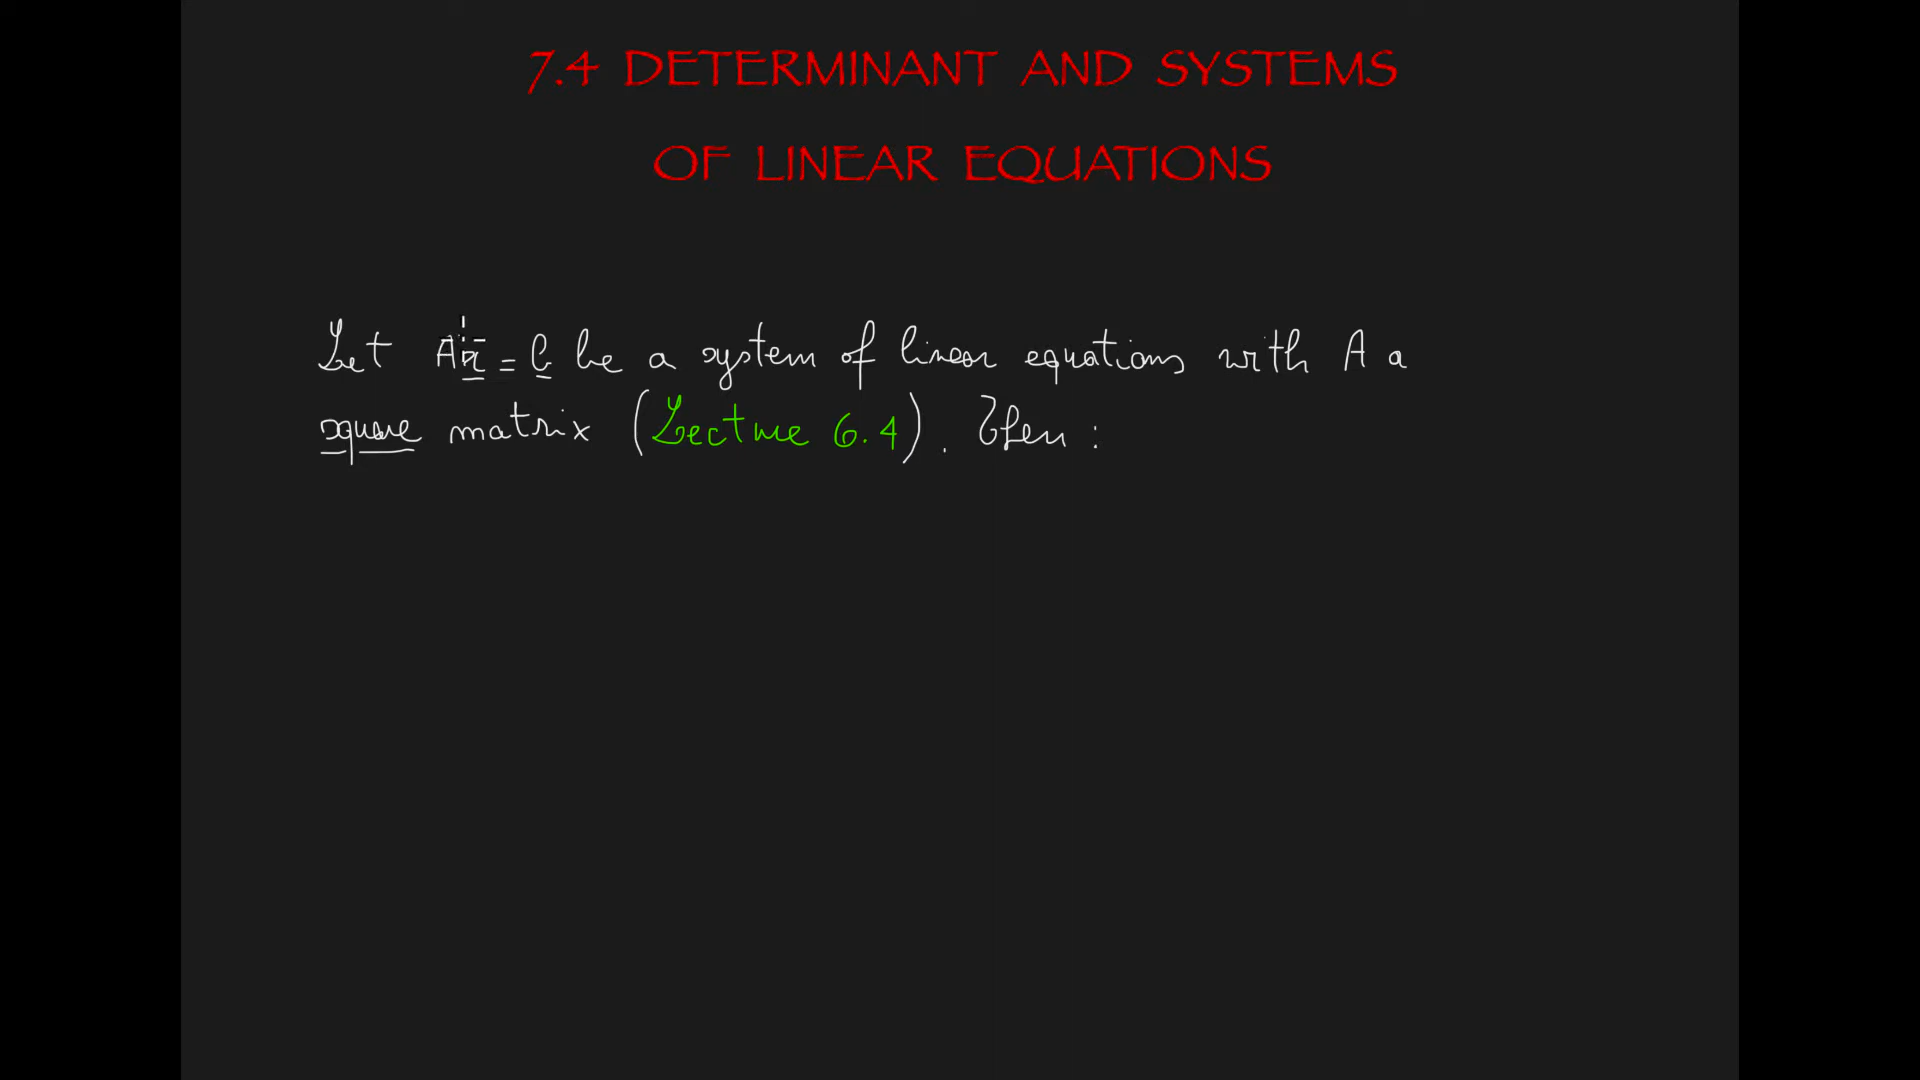 7.4 DETERMINANT AND SYSTEMS
OF LINEAR EQUATIONS
Let Ax = b be a system of linear equations with A a
square matrix (Lecture 6.4). Then :